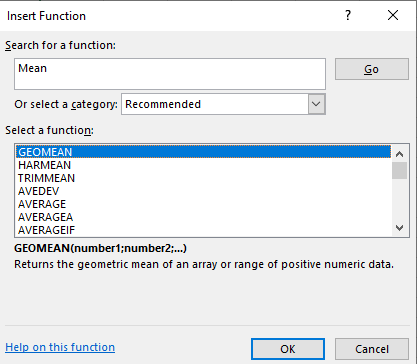 Insert Function
?
Search for a function:
Mean
Go
Or select a category: Recommended
Select a function:
GEOMEAN
HARMEAN
TRIMMEAN
AVEDEV
AVERAGE
AVERAGEA
AVERAGEIF
GEOMEAN(number1;number2;...)
Returns the geometric mean of an array or range of positive numeric data.
Help on this function
OK
Cancel